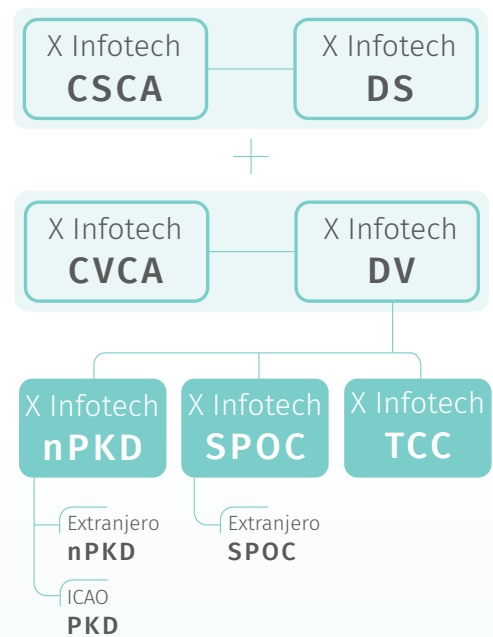 X Infotech
CSCA
X Infotech
DS
X Infotech
CVCA
X Infotech
DV
X Infotech
nPKD
X Infotech
SPOC
X Infotech
TCC
Extranjero
nPKD
Extranjero
SPOC
ICAO
PKD